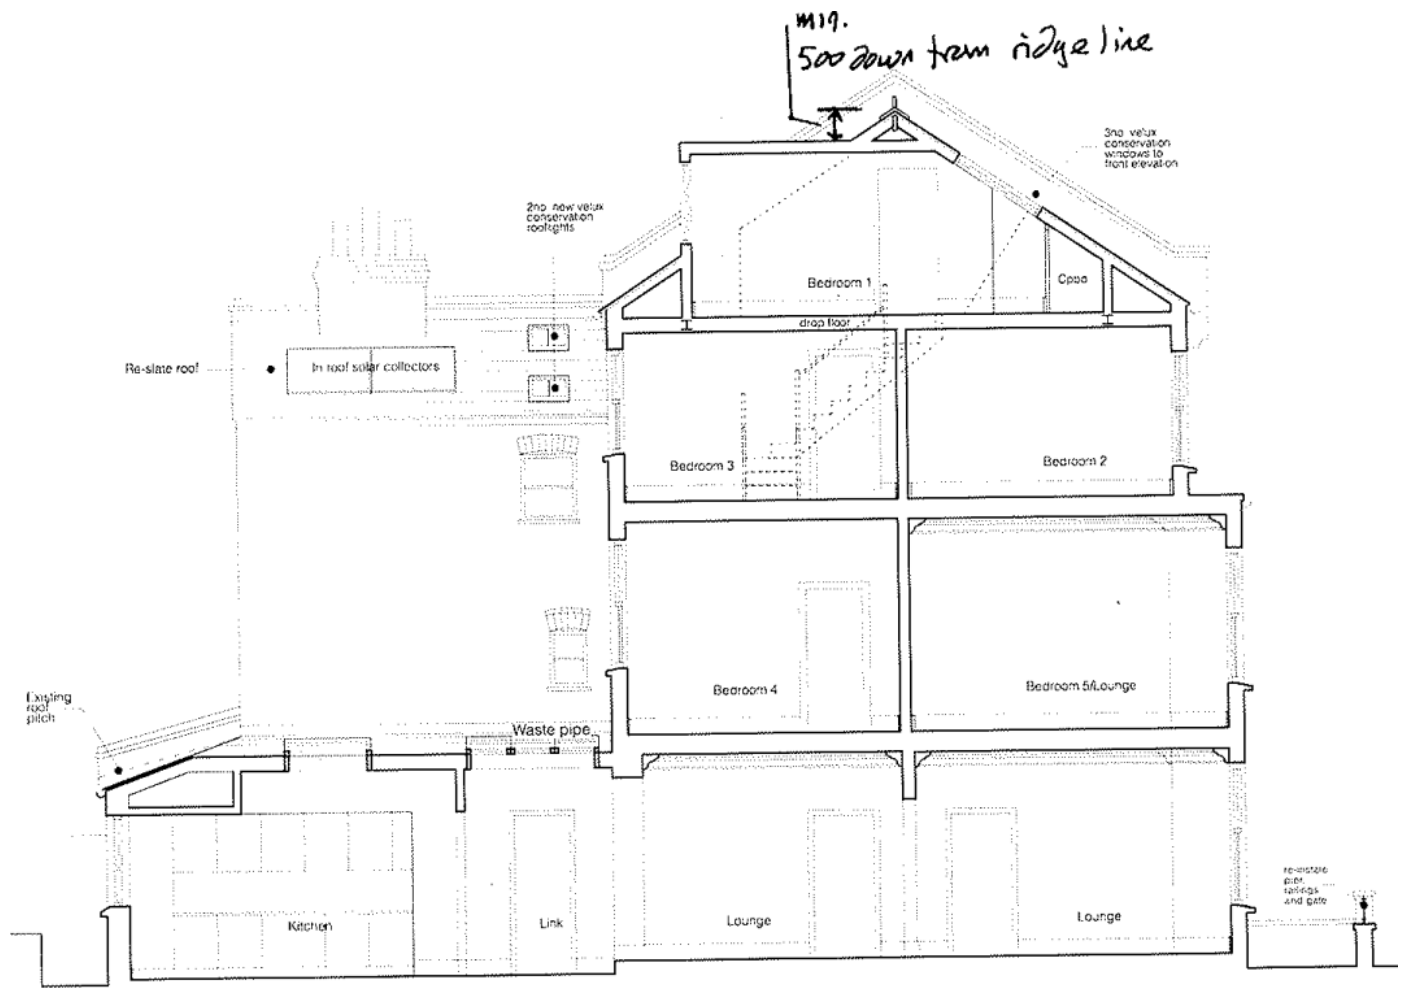 min.
500 down from ridge line
3no velux
conservation
windows to
front elevation
2no new velux
conservation
rooflights
Bedroom 1
Cpbd
drop floor
Re-slate roof
In roof solar collectors
Bedroom 3
Bedroom 2
Existing
roof
pitch
Bedroom 4
Bedroom 5/Lounge
Waste pipe
re-instate
pier,
railings
and gate
Kitchen
Link
Lounge
Lounge